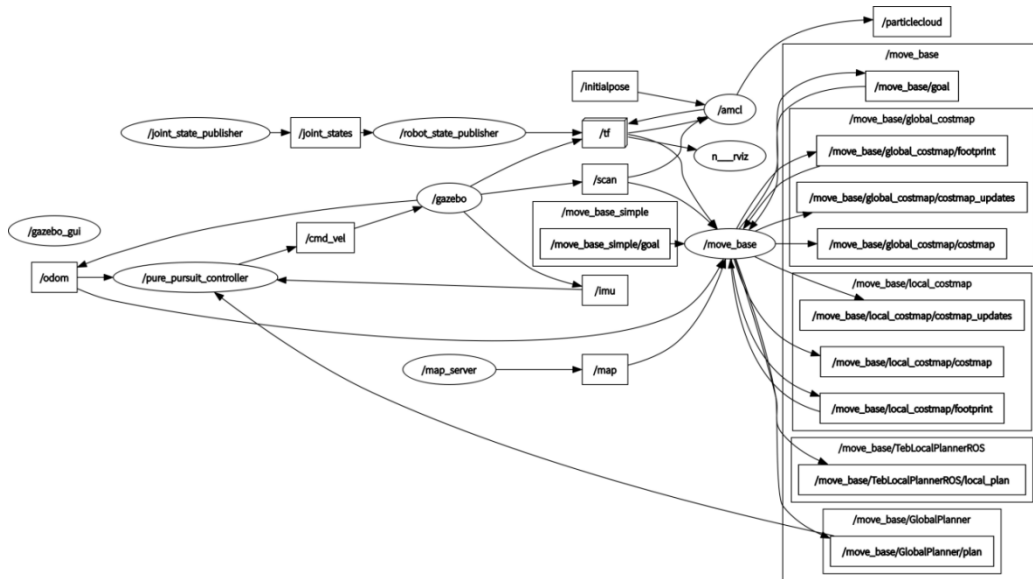 /particlecloud
/move_base
/initialpose
/amcl
/move_base/goal
/move_base/global_costmap
/joint_state_publisher
/joint_states
/robot_state_publisher
/tf
n___rviz
/move_base/global_costmap/footprint
/scan
/gazebo
/move_base_simple
/move_base/global_costmap/costmap_updates
/gazebo_gui
/cmd_vel
/move_base_simple/goal
/move_base
/move_base/global_costmap/costmap
/odom
/pure_pursuit_controller
/imu
/move_base/local_costmap
/move_base/local_costmap/costmap_updates
/map_server
/map
/move_base/local_costmap/costmap
/move_base/local_costmap/footprint
/move_base/TebLocalPlannerROS
/move_base/TebLocalPlannerROS/local_plan
/move_base/GlobalPlanner
/move_base/GlobalPlanner/plan